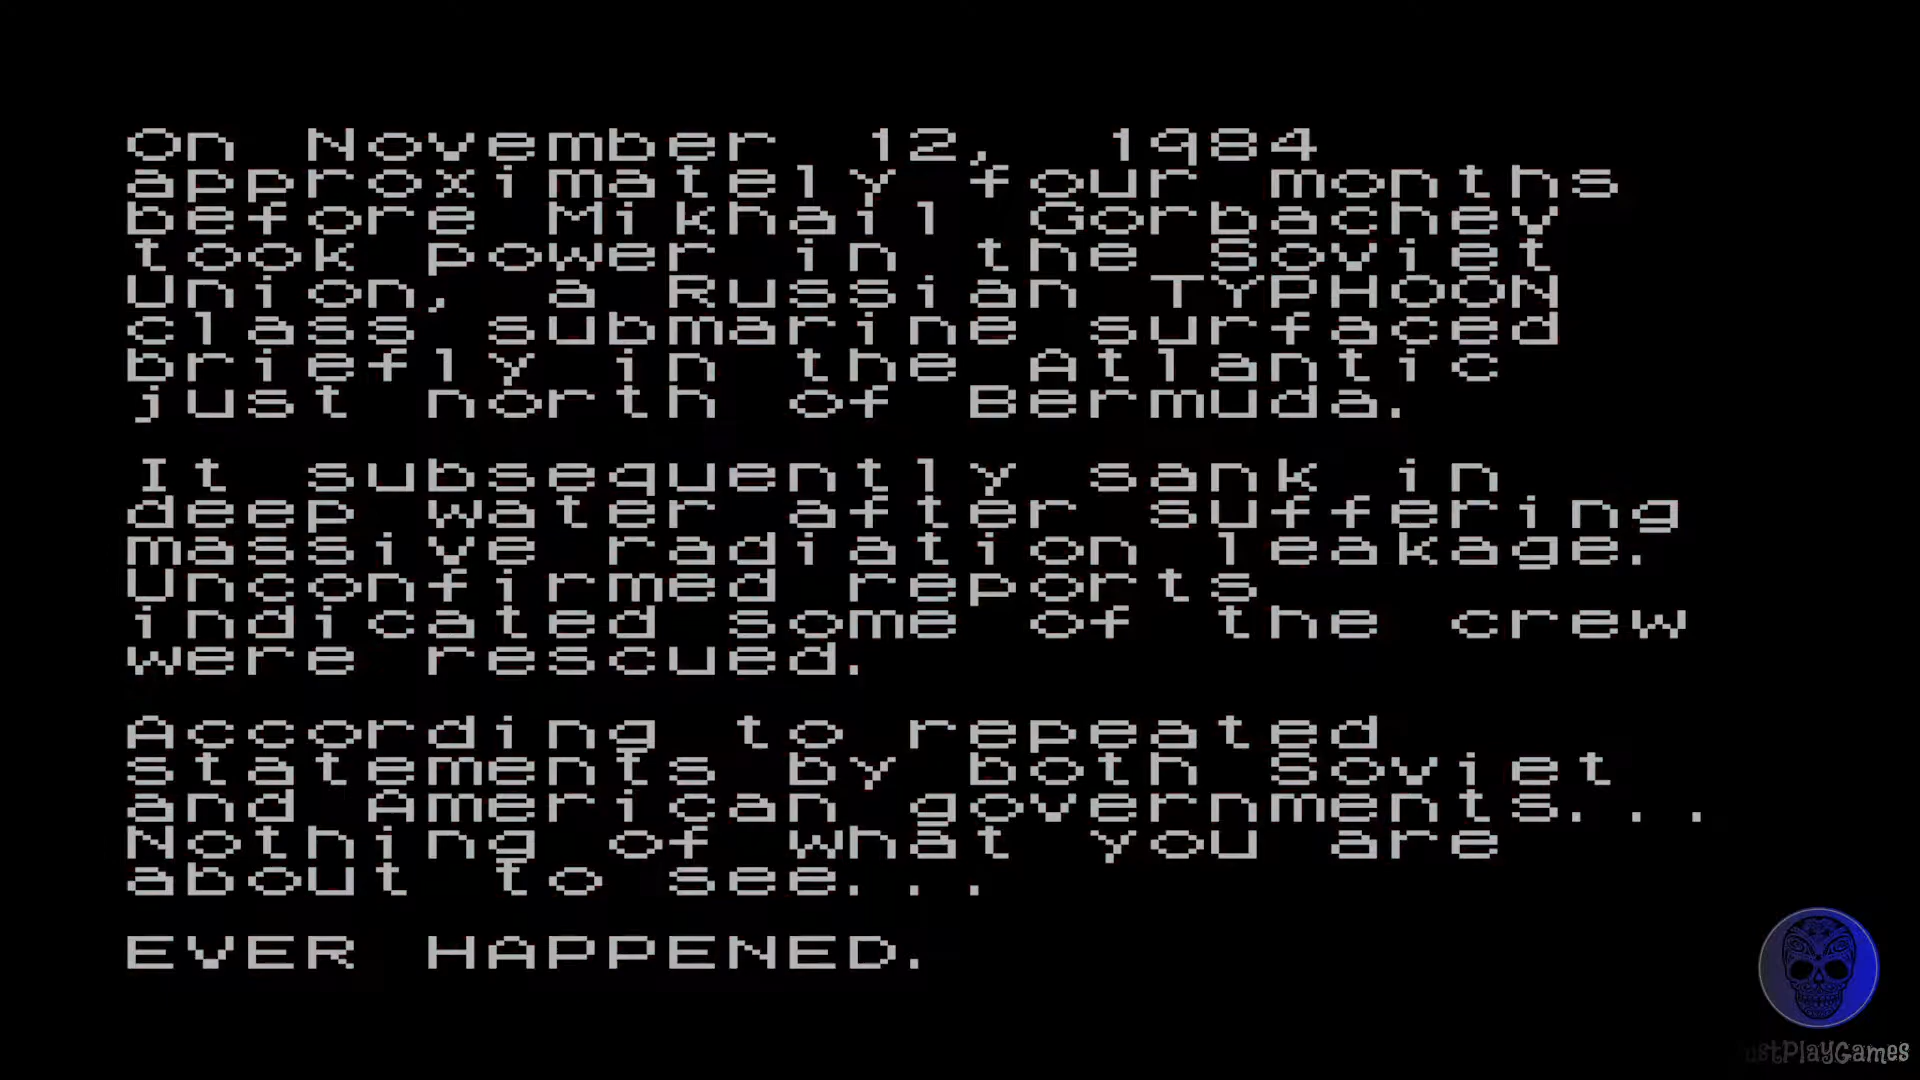 On November 12, 1984
approximately four months
before Mikhail Gorbachev
took power in the Soviet
Union, a Russian TYPHOON
class submarine surfaced
briefly in the Atlantic
just north of Bermuda.
It subsequently sank in
deep water after suffering
massive radiation leakage.
Unconfirmed reports
indicated some of the crew
were rescued.
According to repeated
statements by both Soviet
and American governments...
Nothing of what you are
about to see...
EVER HAPPENED.